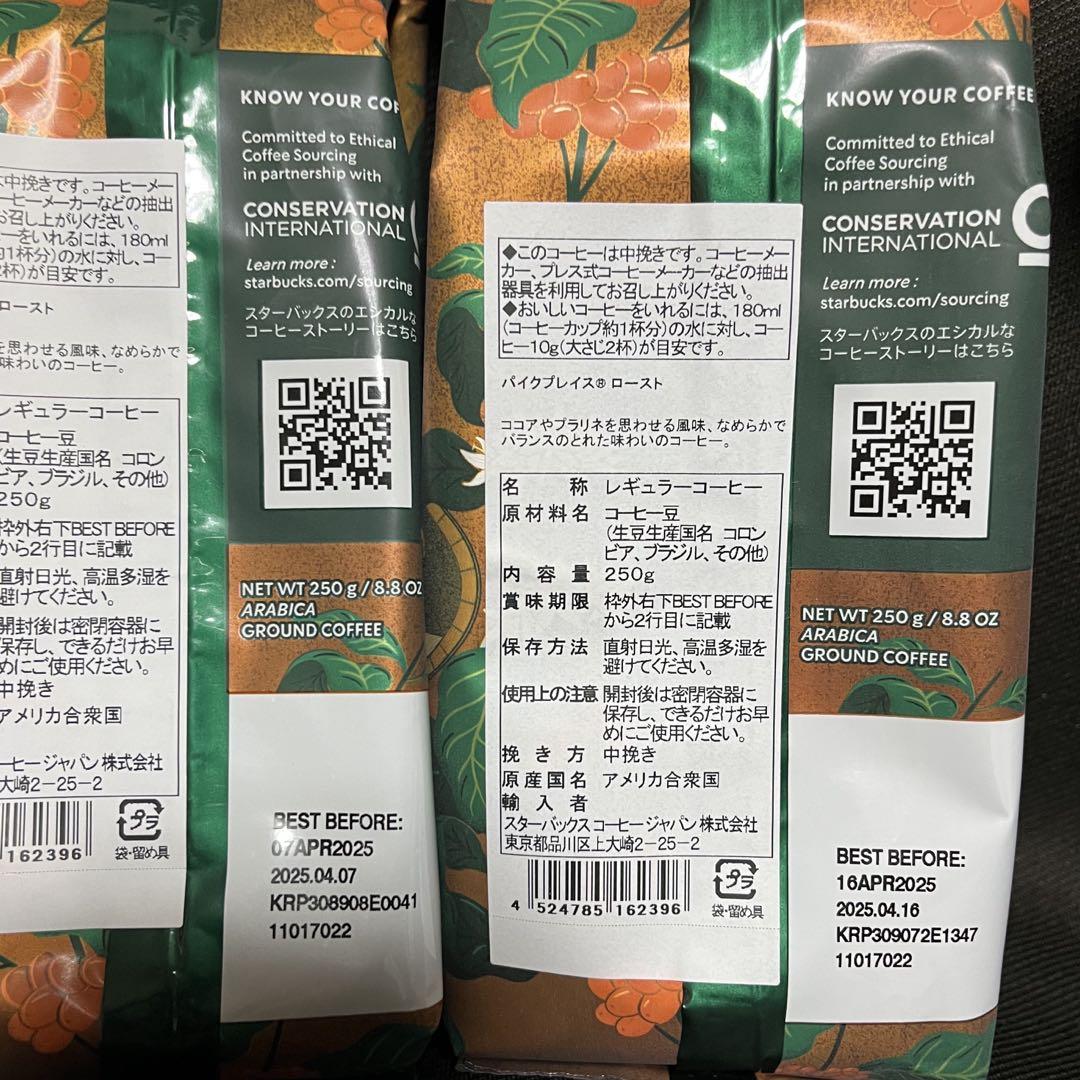 KNOW YOUR COF
Committed to Ethical
Coffee Sourcing
in partnership with
CONSERVATION
INTERNATIONAL
Learn more :
starbucks.com/sourcing
スターバックスのエシカルな
コーヒーストーリーはこちら
NET WT 250 g / 8.8 OZ
ARABICA
GROUND COFFEE
BEST BEFORE:
07APR2025
2025.04.07
KRP308908E0041
11017022
は中挽きです。コーヒーメー
ーヒーメーカーなどの抽出
お召し上がりください。
ヒーをいれるには、180ml
約1杯分)の水に対し、コー
2杯)が目安です。
ロースト
を思わせる風味、なめらかで
味わいのコーヒー。
レギュラーコーヒー
コーヒー豆
(生豆生産国名 コロン
ビア、ブラジル、その他)
250g
枠外右下BEST BEFORE
から2行目に記載
直射日光、高温多湿を
避けてください。
開封後は密閉容器に
保存し、できるだけお早
めにご使用ください。
中挽き
アメリカ合衆国
ーヒージャパン株式会社
大崎2-25-2
162396
プラ
袋・留め具
◆このコーヒーは中挽きです。コーヒーメー
カー、プレス式コーヒーメーカーなどの抽出
器具を利用してお召し上がりください。
◆おいしいコーヒーをいれるには、180ml
(コーヒーカップ約1杯分)の水に対し、コー
ヒー10g(大さじ2杯)が目安です。
パイクプレイス® ロースト
ココアやプラリネを思わせる風味、なめらかで
バランスのとれた味わいのコーヒー。
名称 レギュラーコーヒー
原材料名 コーヒー豆
(生豆生産国名 コロン
ビア、ブラジル、その他)
内容量 250g
賞味期限 枠外右下BEST BEFORE
から2行目に記載
保存方法 直射日光、高温多湿を
避けてください。
使用上の注意 開封後は密閉容器に
保存し、できるだけお早
めにご使用ください。
挽き方 中挽き
原産国名 アメリカ合衆国
輸入者
スターバックス コーヒー ジャパン 株式会社
東京都品川区上大崎2-25-2
4 524785 162396
プラ
袋・留め具
KNOW YOUR COFFEE
Committed to Ethical
Coffee Sourcing
in partnership with
CONSERVATION
INTERNATIONAL
Learn more :
starbucks.com/sourcing
スターバックスのエシカルな
コーヒーストーリーはこちら
NET WT 250 g / 8.8 OZ
ARABICA
GROUND COFFEE
BEST BEFORE:
16APR2025
2025.04.16
KRP309072E1347
11017022